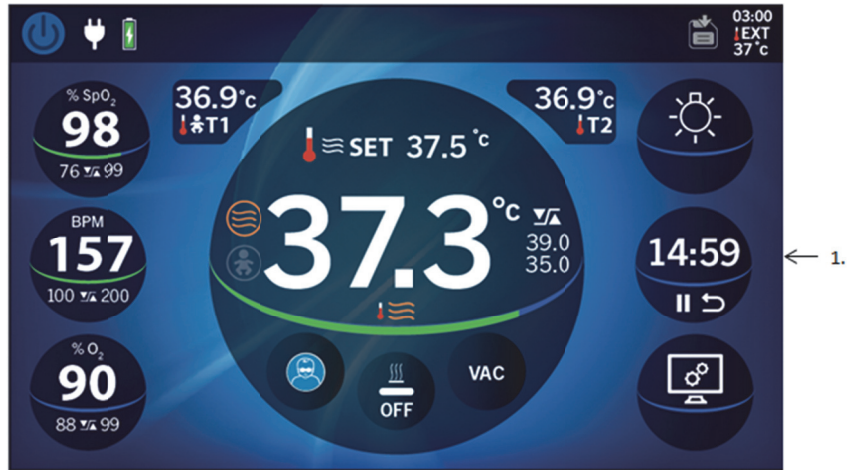 03:00
EXT
37°c
% SpO₂
98
76 99
36.9°c
T1
36.9°c
T2
SET 37.5°c
37.3°c
39.0
35.0
BPM
157
100 200
14:59
1.
% O₂
90
88 99
OFF
VAC